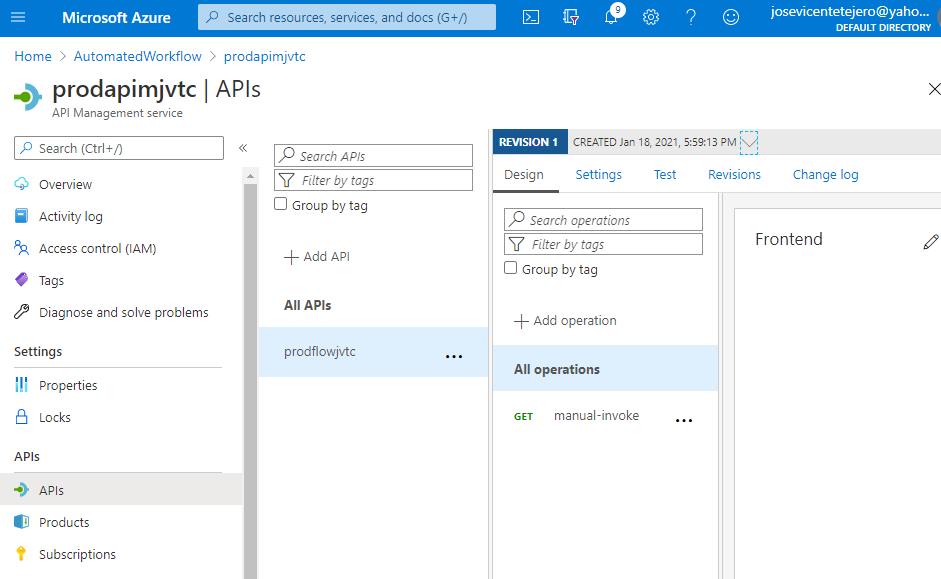 Microsoft Azure
Search resources, services, and docs (G+/)
9
josevicentetejero@yaho...
DEFAULT DIRECTORY
Home > AutomatedWorkflow > prodapimjvtc
prodapimjvtc | APIs
API Management service
Search (Ctrl+/)
«
Overview
Activity log
Access control (IAM)
Tags
Diagnose and solve problems
Settings
Properties
Locks
APIs
APIs
Products
Subscriptions
Search APIs
Filter by tags
Group by tag
Add API
All APIs
prodflowjvtc
...
REVISION 1
CREATED Jan 18, 2021, 5:59:13 PM
Design Settings Test Revisions Change log
Search operations
Filter by tags
Group by tag
Add operation
All operations
GET manual-invoke ...
Frontend